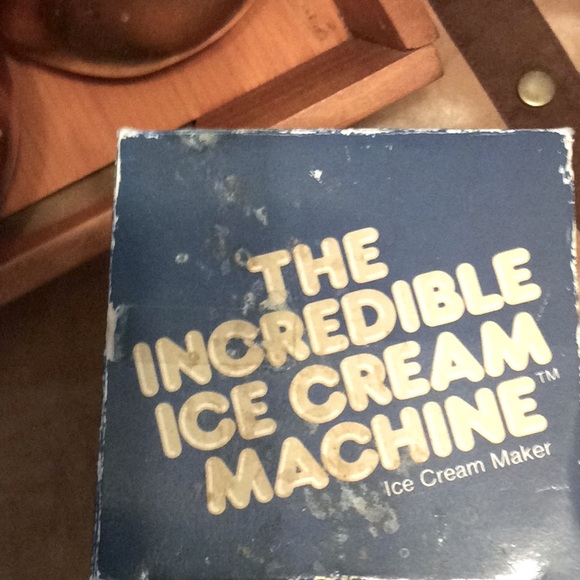 THE
INCREDIBLE
ICE CREAM
MACHINE™
Ice Cream Maker